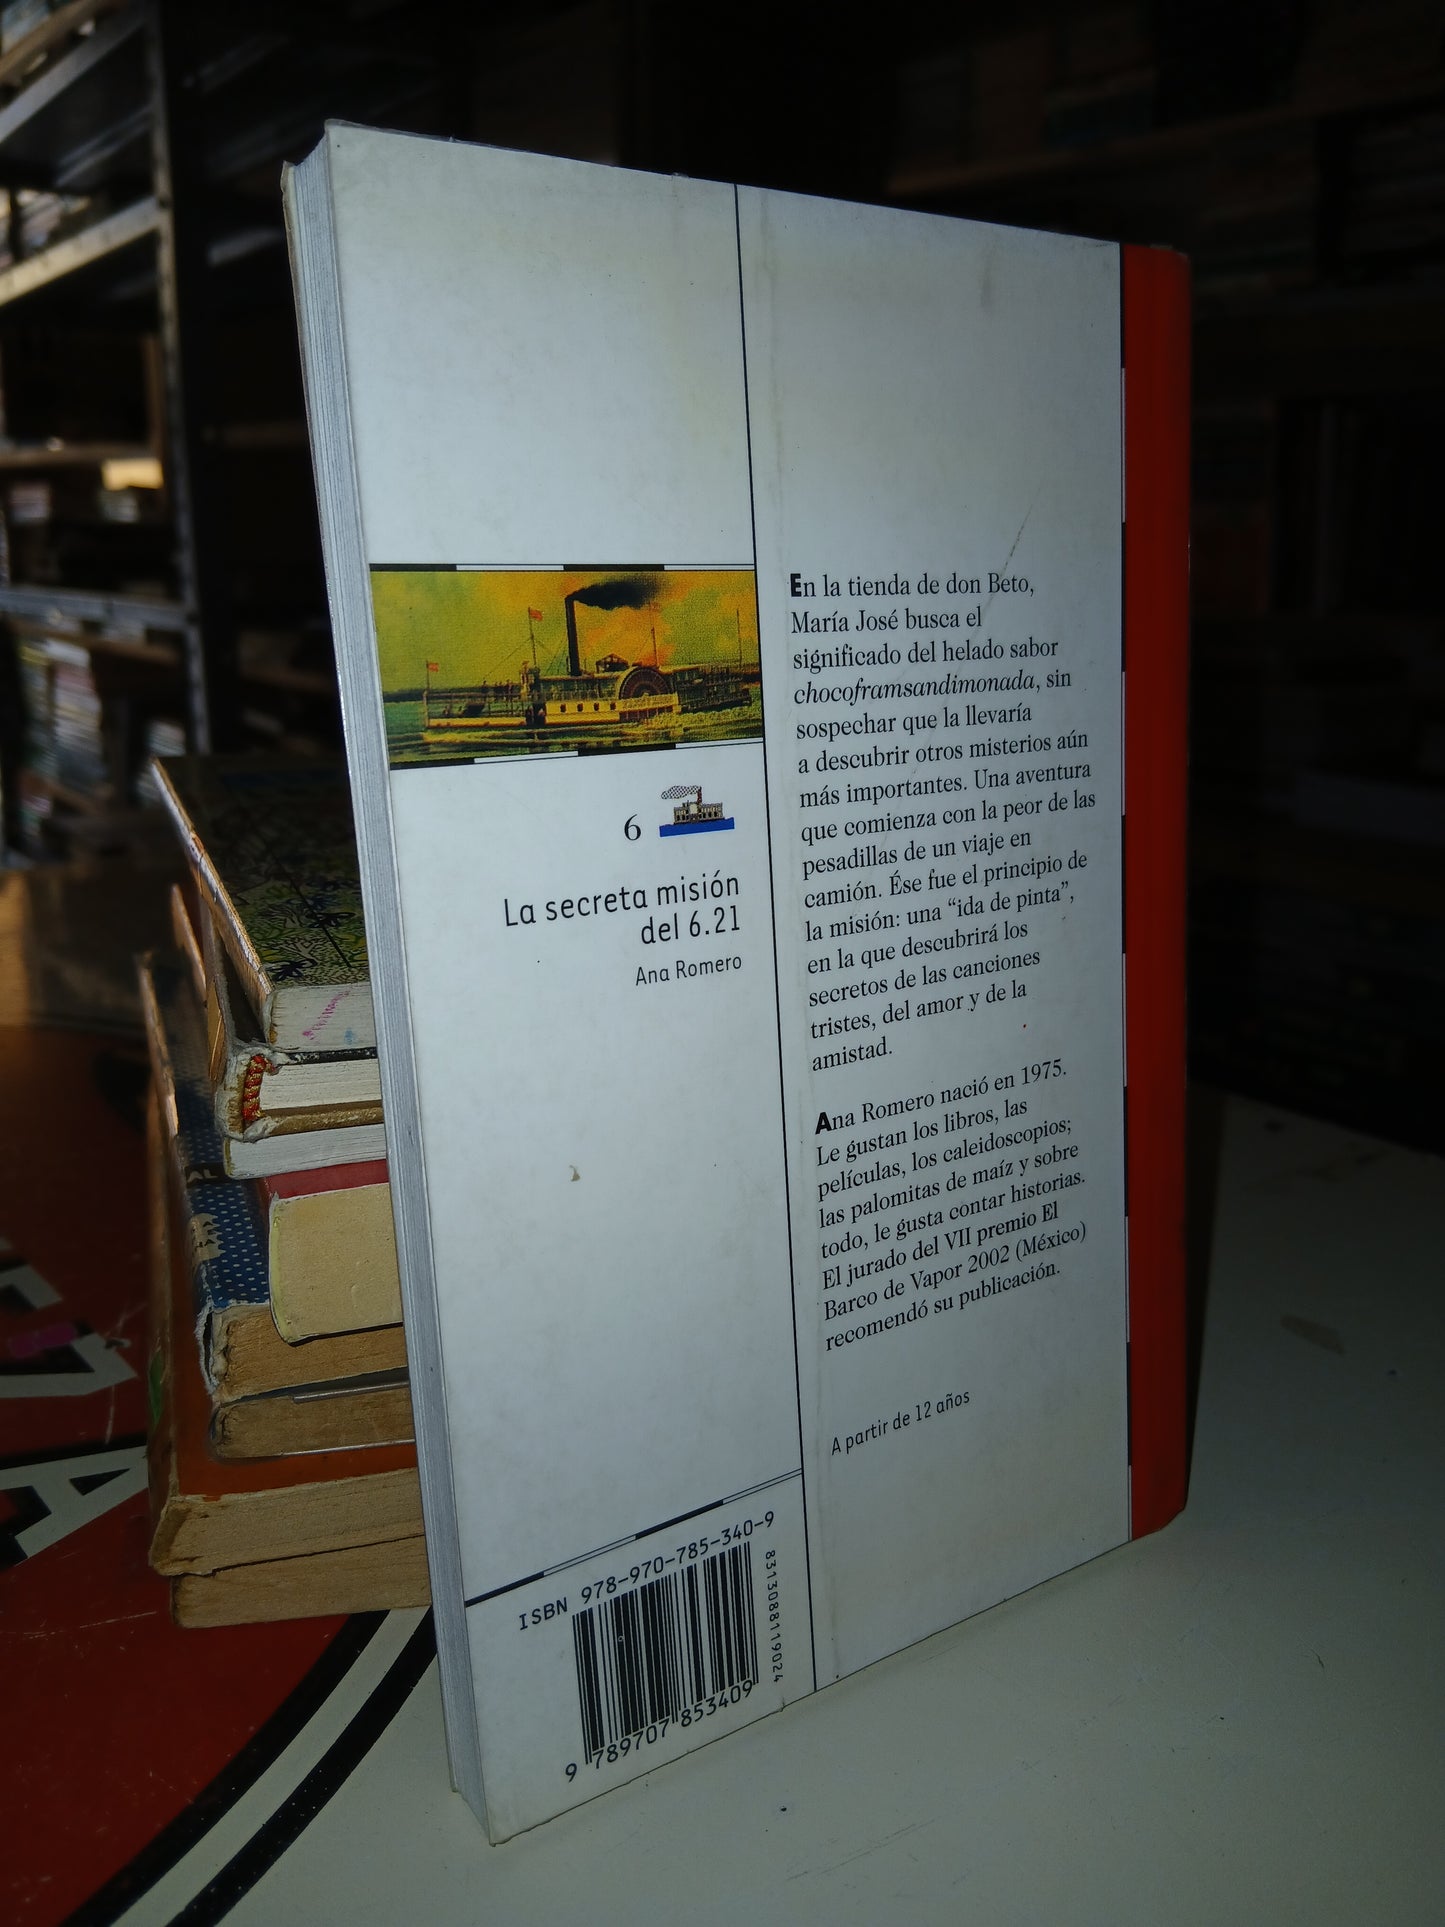 6
La secreta misión
del 6.21
Ana Romero
En la tienda de don Beto,
María José busca el
significado del helado sabor
chocoframsandimonada, sin
sospechar que la llevaría
a descubrir otros misterios aún
más importantes. Una aventura
que comienza con la peor de las
pesadillas de un viaje en
camión. Ése fue el principio de
la misión: una “ida de pinta”,
en la que descubrirá los
secretos de las canciones
tristes, del amor y de la
amistad.
Ana Romero nació en 1975.
Le gustan los libros, las
películas, los caleidoscopios;
las palomitas de maíz y sobre
todo, le gusta contar historias.
El jurado del VII premio El
Barco de Vapor 2002 (México)
recomendó su publicación.
A partir de 12 años
ISBN 978-970-785-340-9
9 789707 853409
8313088119024